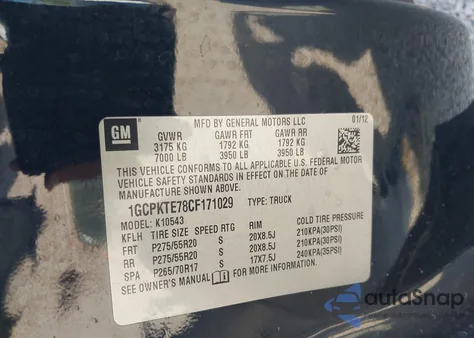 MFD BY GENERAL MOTORS LLC 01/12
GM GVWR GAWR FRT GAWR RR
3175 KG 1792 KG 1792 KG
7000 LB 3950 LB 3950 LB
THIS VEHICLE CONFORMS TO ALL APPLICABLE U.S. FEDERAL MOTOR
VEHICLE SAFETY STANDARDS IN EFFECT ON THE DATE OF
MANUFACTURE SHOWN ABOVE.
1GCPKTE78CF171029 TYPE: TRUCK
MODEL: K10543
KFLH TIRE SIZE SPEED RTG RIM COLD TIRE PRESSURE
FRT P275/55R20 S 20X8.5J 210KPA(30PSI)
RR P275/55R20 S 20X8.5J 210KPA(30PSI)
SPA P265/70R17 S 17X7.5J 240KPA(35PSI)
SEE OWNER'S MANUAL FOR MORE INFORMATION
autoSnap